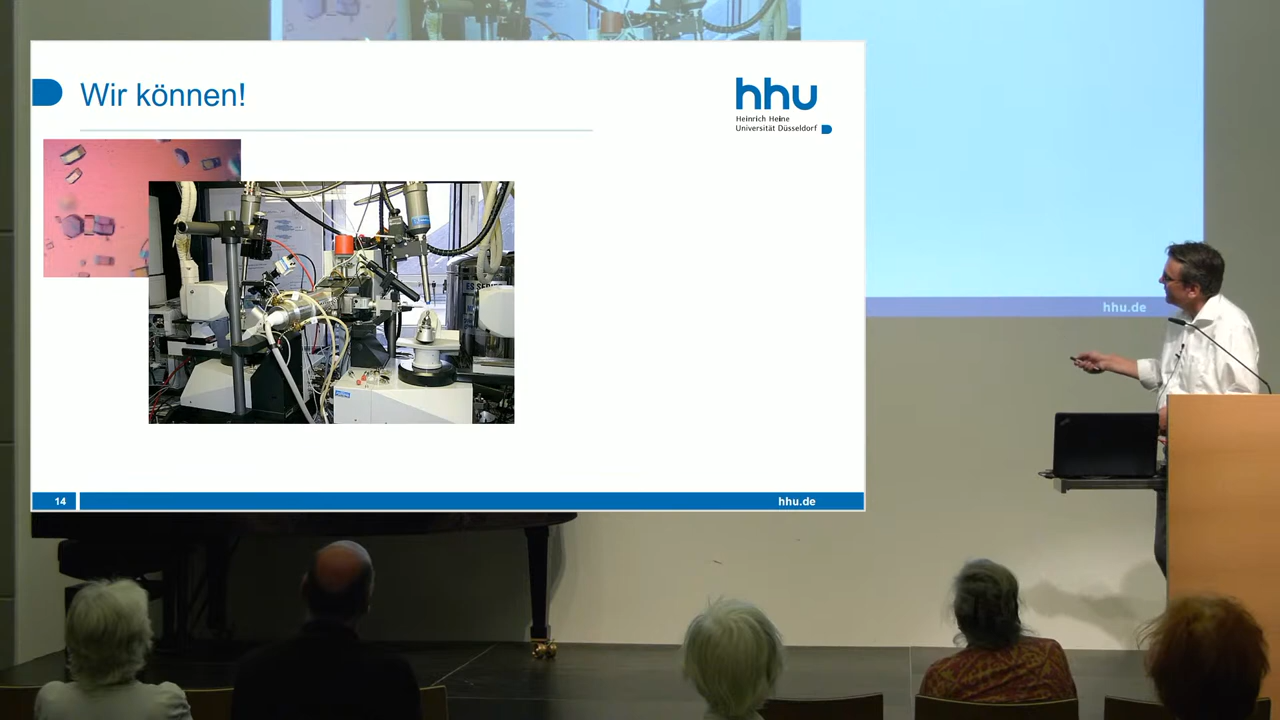 Wir können!
hhu
Heinrich Heine
Universität Düsseldorf
14
hhu.de
hhu.de